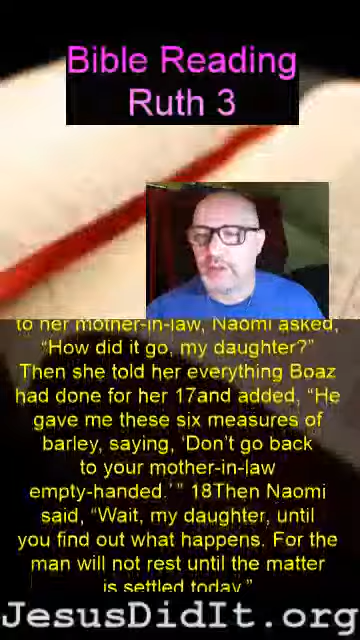 Bible Reading
Ruth 3
to her mother-in-law, Naomi asked,
“How did it go, my daughter?”
Then she told her everything Boaz
had done for her 17and added, “He
gave me these six measures of
barley, saying, ‘Don’t go back
to your mother-in-law
empty-handed.’ ” 18Then Naomi
said, “Wait, my daughter, until
you find out what happens. For the
man will not rest until the matter
is settled today.”
JesusDidIt.org